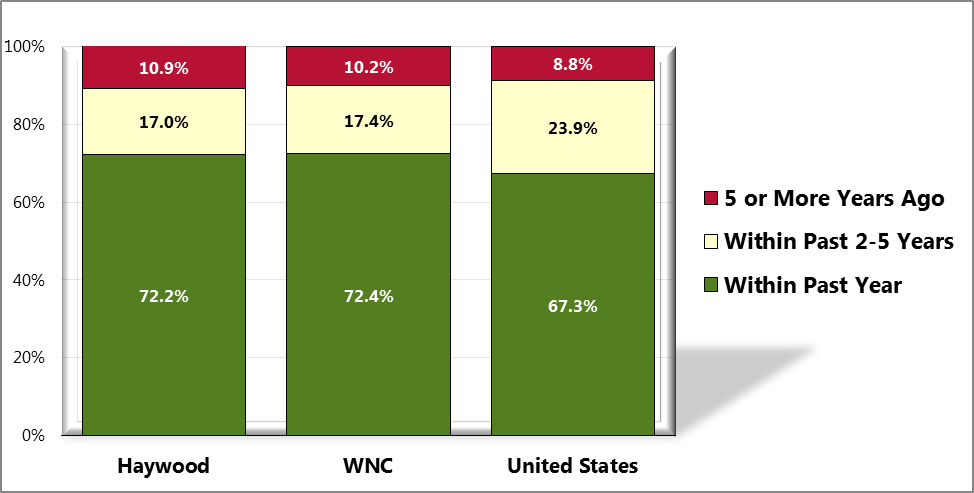 100%
80%
60%
40%
20%
0%
10.9%
17.0%
72.2%
10.2%
17.4%
72.4%
8.8%
23.9%
67.3%
Haywood
WNC
United States
5 or More Years Ago
Within Past 2-5 Years
Within Past Year